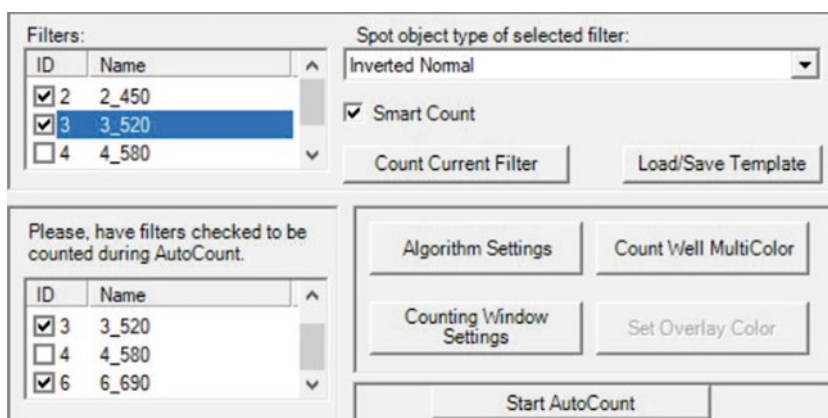 Filters:
ID Name
2 2_450
3 3_520
4 4_580
Spot object type of selected filter:
Inverted Normal
Smart Count
Count Current Filter
Load/Save Template
Please, have filters checked to be
counted during AutoCount.
ID Name
3 3_520
4 4_580
6 6_690
Algorithm Settings
Count Well MultiColor
Counting Window
Settings
Set Overlay Color
Start AutoCount